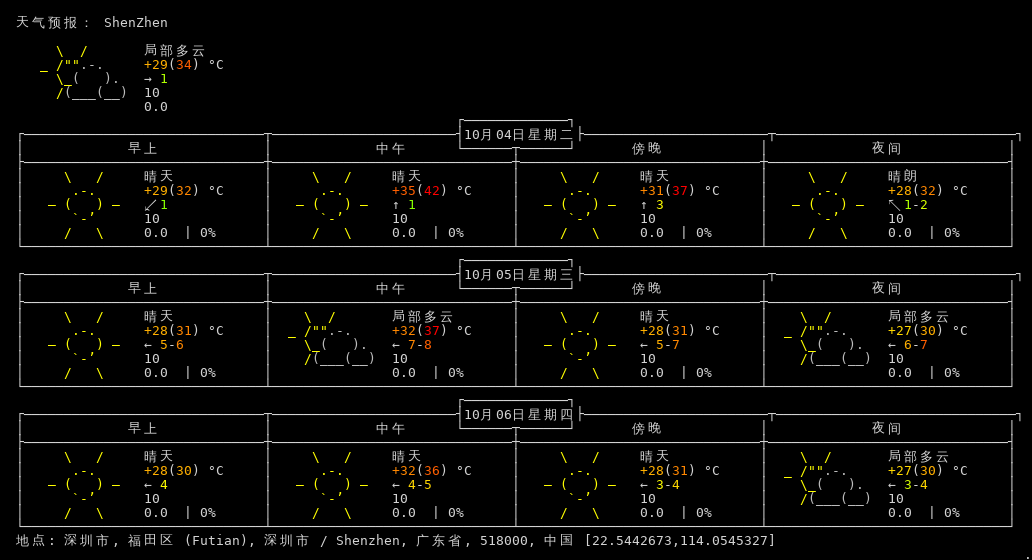 天气预报： ShenZhen
局部多云
+29(34) °C
→ 1
10
0.0
10月04日星期二
早上 中午 傍晚 夜间
晴天 晴天 晴天 晴朗
+29(32) °C +35(42) °C +31(37) °C +28(32) °C
↙ 1 ↑ 1 ↑ 3 ↖ 1-2
10 10 10 10
0.0 | 0% 0.0 | 0% 0.0 | 0% 0.0 | 0%
10月05日星期三
早上 中午 傍晚 夜间
晴天 局部多云 晴天 局部多云
+28(31) °C +32(37) °C +28(31) °C +27(30) °C
← 5-6 ← 7-8 ← 5-7 ← 6-7
10 10 10 10
0.0 | 0% 0.0 | 0% 0.0 | 0% 0.0 | 0%
10月06日星期四
早上 中午 傍晚 夜间
晴天 晴天 晴天 局部多云
+28(30) °C +32(36) °C +28(31) °C +27(30) °C
← 4 ← 4-5 ← 3-4 ← 3-4
10 10 10 10
0.0 | 0% 0.0 | 0% 0.0 | 0% 0.0 | 0%
地点: 深圳市, 福田区 (Futian), 深圳市 / Shenzhen, 广东省, 518000, 中国 [22.5442673,114.0545327]